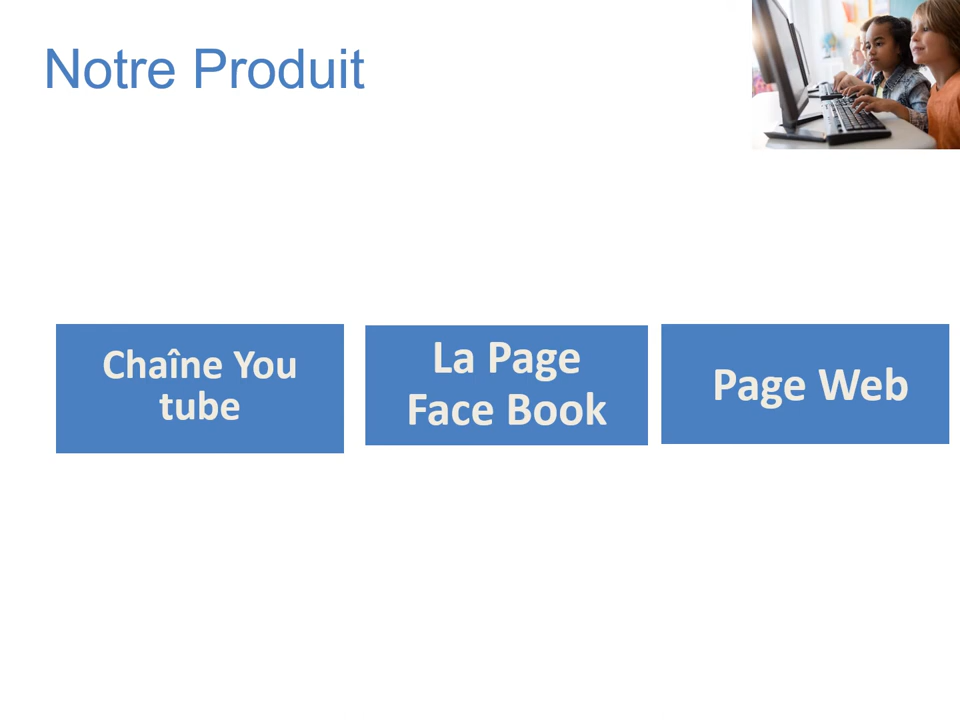 Notre Produit
Chaîne You
tube
La Page
Face Book
Page Web